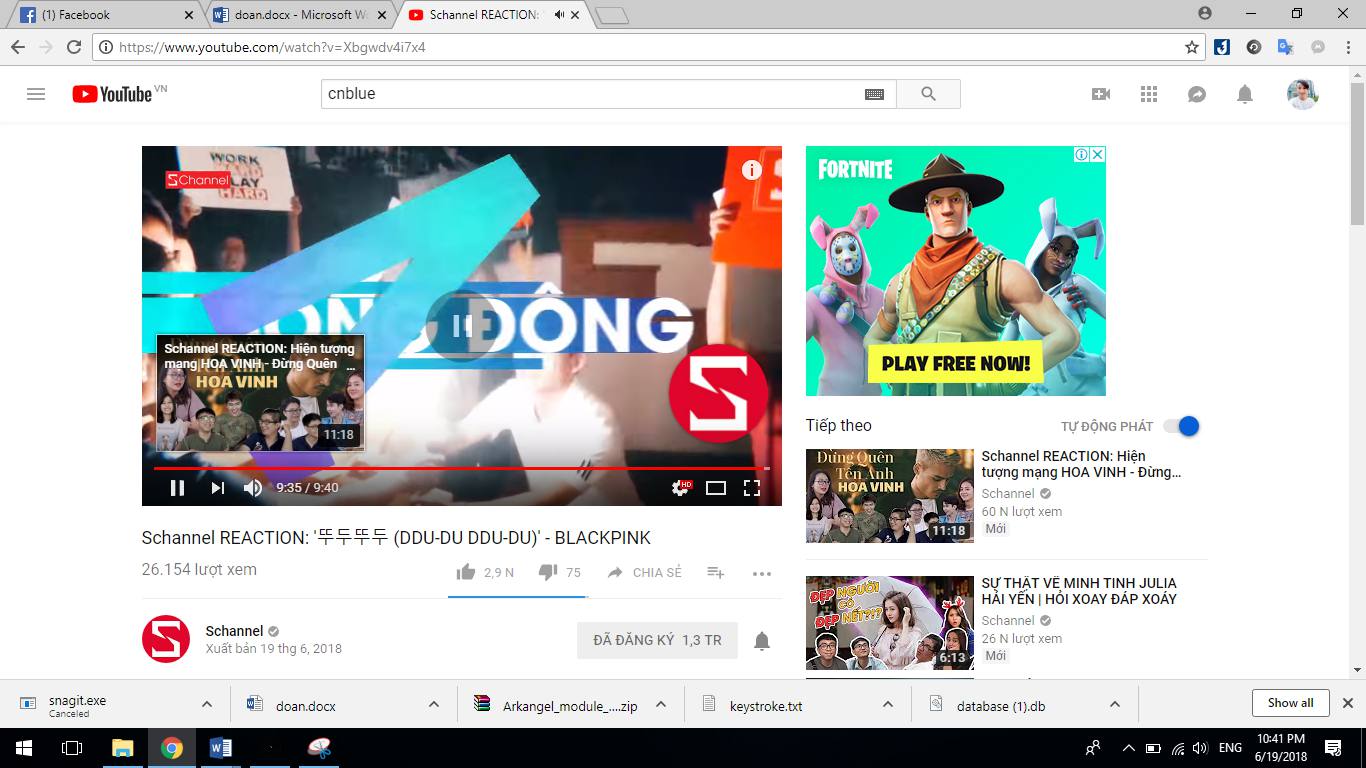 (1) Facebook
doan.docx - Microsoft Wo
Schannel REACTION: '
https://www.youtube.com/watch?v=Xbgwdv4i7x4
YouTube VN
cnblue
WORK
HARD
PLAY
HARD
SChannel
ĐỘNG
Schannel REACTION: Hiện tượng
mạng HOA VINH - Đừng Quên ...
HOA VINH
11:18
9:35 / 9:40
HD
FORTNITE
PLAY FREE NOW!
Tiếp theo
TỰ ĐỘNG PHÁT
ĐỪNG QUÊN
TÊN ANH
HOA VINH
11:18
Schannel REACTION: Hiện
tượng mạng HOA VINH - Đừng...
Schannel
60 N lượt xem
Mới
Schannel REACTION: '뚜두뚜두 (DDU-DU DDU-DU)' - BLACKPINK
26.154 lượt xem
2,9 N
75
CHIA SẺ
ĐẸP NGƯỜI
CÓ
ĐẸP NẾT?!?
6:13
SỰ THẬT VỀ MINH TINH JULIA
HẢI YẾN | HỎI XOAY ĐÁP XOÁY
Schannel
26 N lượt xem
Mới
Schannel
Xuất bản 19 thg 6, 2018
ĐÃ ĐĂNG KÝ 1,3 TR
snagit.exe
Canceled
doan.docx
Arkangel_module_....zip
keystroke.txt
database (1).db
Show all
ENG
10:41 PM
6/19/2018